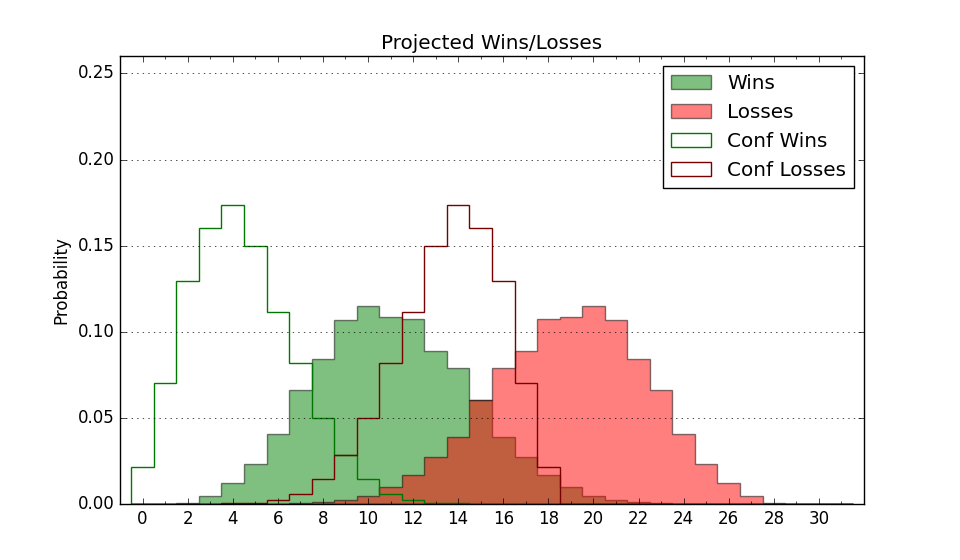 Projected Wins/Losses
Probability
0.25
0.20
0.15
0.10
0.05
0.00
0 2 4 6 8 10 12 14 16 18 20 22 24 26 28 30
Wins
Losses
Conf Wins
Conf Losses